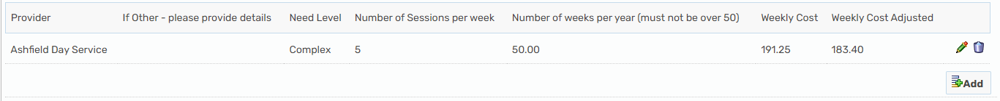 Provider If Other - please provide details Need Level Number of Sessions per week Number of weeks per year (must not be over 50) Weekly Cost Weekly Cost Adjusted
Ashfield Day Service Complex 5 50.00 191.25 183.40
Add